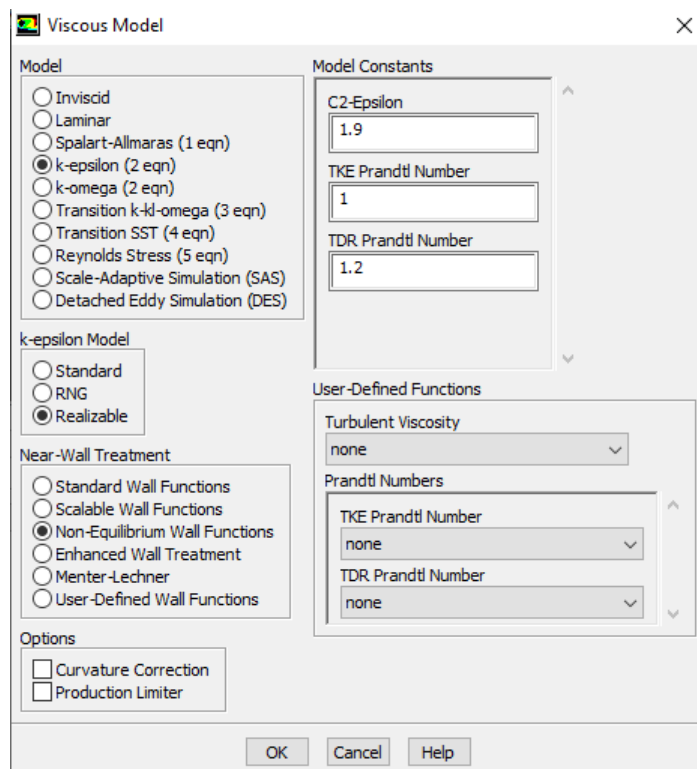 Viscous Model
Model
Inviscid
Laminar
Spalart-Allmaras (1 eqn)
k-epsilon (2 eqn)
k-omega (2 eqn)
Transition k-kl-omega (3 eqn)
Transition SST (4 eqn)
Reynolds Stress (5 eqn)
Scale-Adaptive Simulation (SAS)
Detached Eddy Simulation (DES)
k-epsilon Model
Standard
RNG
Realizable
Near-Wall Treatment
Standard Wall Functions
Scalable Wall Functions
Non-Equilibrium Wall Functions
Enhanced Wall Treatment
Menter-Lechner
User-Defined Wall Functions
Options
Curvature Correction
Production Limiter
Model Constants
C2-Epsilon
1.9
TKE Prandtl Number
1
TDR Prandtl Number
1.2
User-Defined Functions
Turbulent Viscosity
none
Prandtl Numbers
TKE Prandtl Number
none
TDR Prandtl Number
none
OK
Cancel
Help